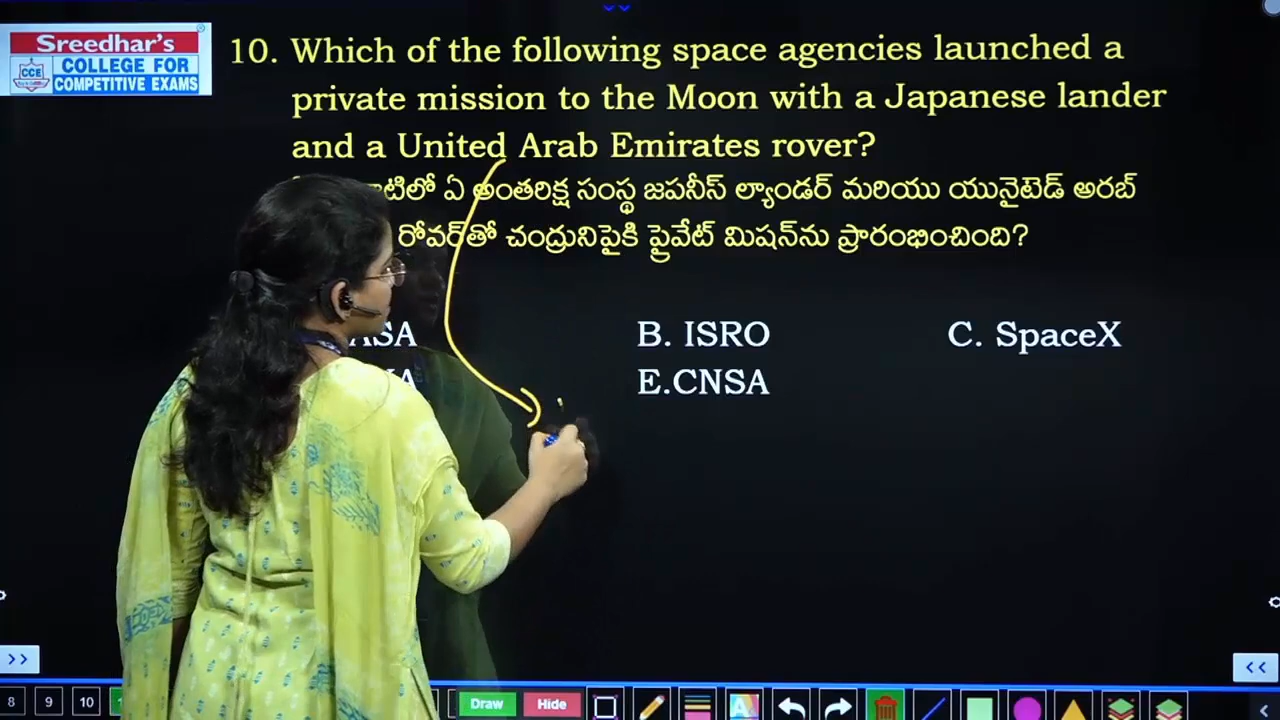 Sreedhar's
CCE
COLLEGE FOR
COMPETITIVE EXAMS
10. Which of the following space agencies launched a
private mission to the Moon with a Japanese lander
and a United Arab Emirates rover?
ఏ అంతరిక్ష సంస్థ జపనీస్ ల్యాండర్ మరియు యునైటెడ్ అరబ్
రోవర్‌తో చంద్రునిపైకి ప్రైవేట్ మిషన్‌ను ప్రారంభించింది?
B. ISRO
C. SpaceX
E.CNSA
8 9 10
Draw
Hide